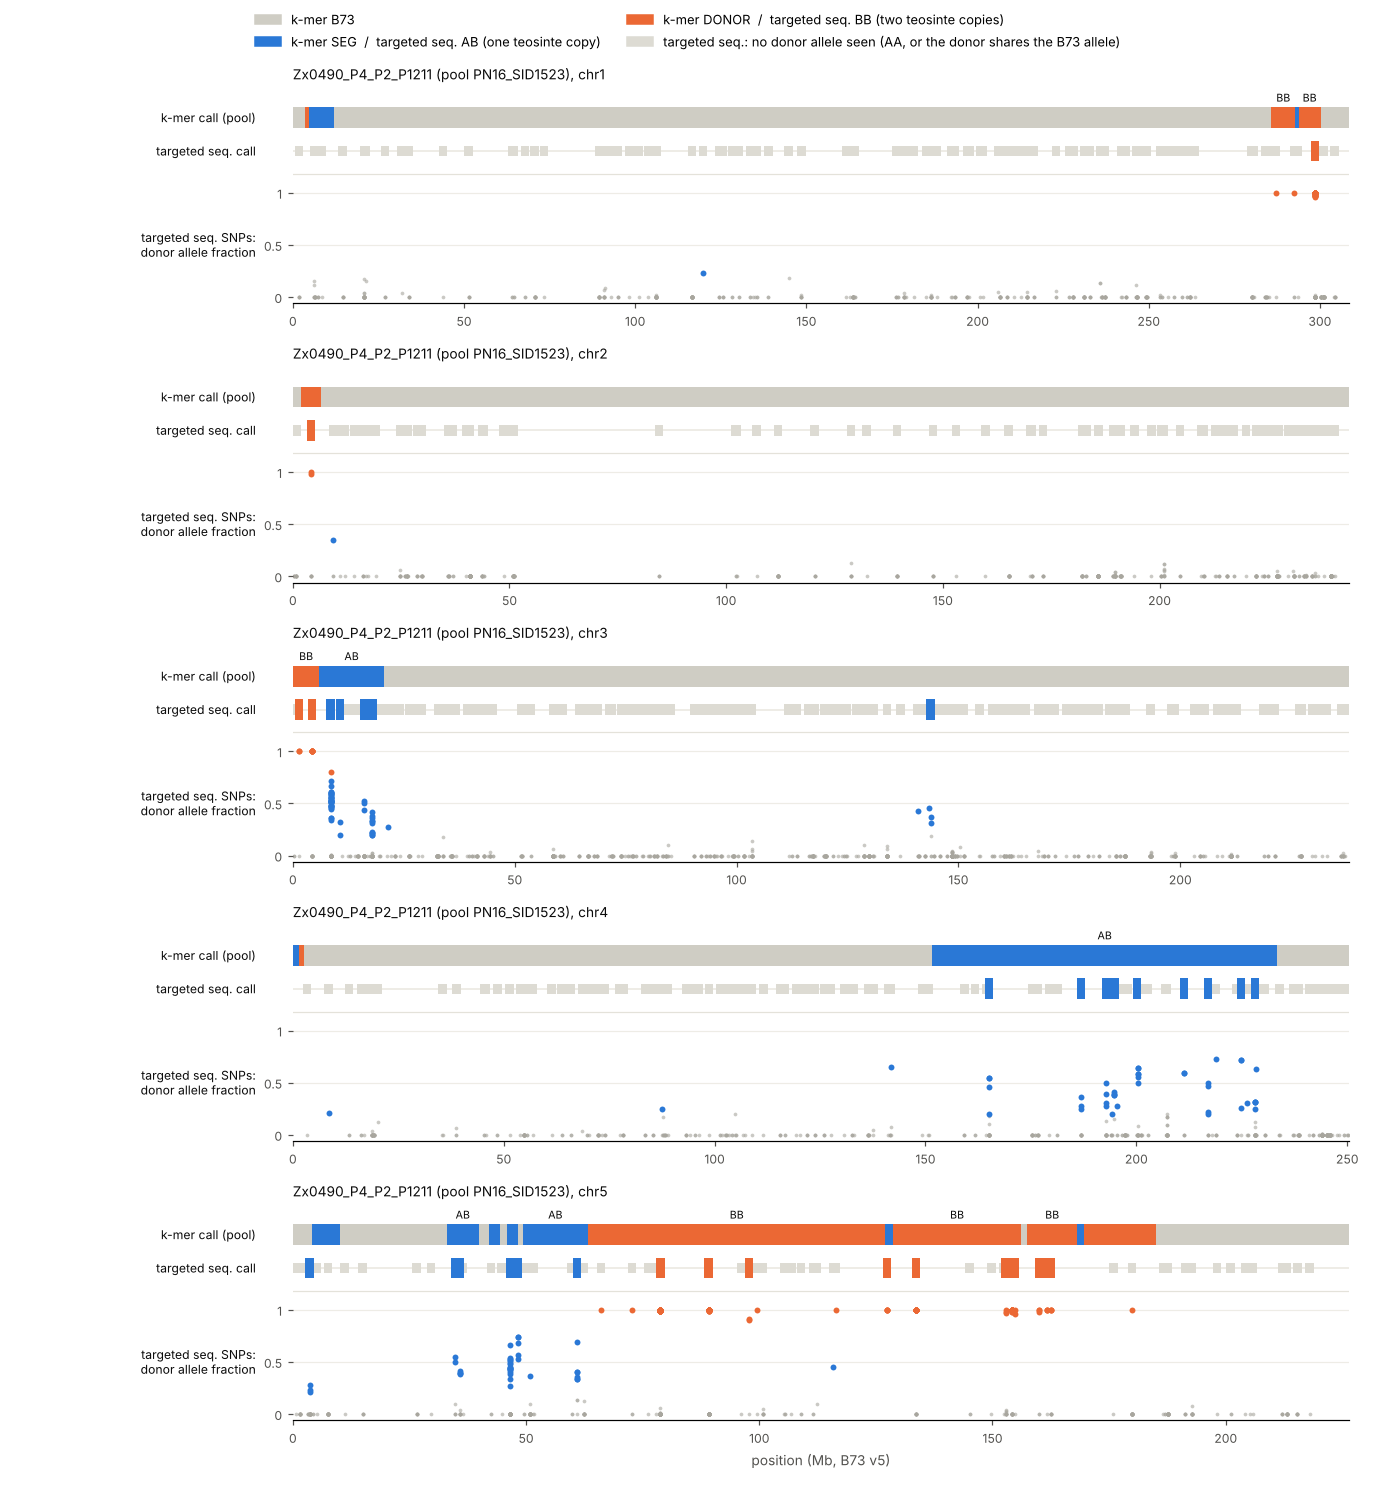 k-mer B73
k-mer DONOR / targeted seq. BB (two teosinte copies)
k-mer SEG / targeted seq. AB (one teosinte copy)
targeted seq.: no donor allele seen (AA, or the donor shares the B73 allele)
Zx0490_P4_P2_P1211 (pool PN16_SID1523), chr1
BB BB
k-mer call (pool)
targeted seq. call
1
targeted seq. SNPs:
donor allele fraction
0.5
0
0 50 100 150 200 250 300
Zx0490_P4_P2_P1211 (pool PN16_SID1523), chr2
k-mer call (pool)
targeted seq. call
1
targeted seq. SNPs:
donor allele fraction
0.5
0
0 50 100 150 200
Zx0490_P4_P2_P1211 (pool PN16_SID1523), chr3
BB AB
k-mer call (pool)
targeted seq. call
1
targeted seq. SNPs:
donor allele fraction
0.5
0
0 50 100 150 200
Zx0490_P4_P2_P1211 (pool PN16_SID1523), chr4
AB
k-mer call (pool)
targeted seq. call
1
targeted seq. SNPs:
donor allele fraction
0.5
0
0 50 100 150 200 250
Zx0490_P4_P2_P1211 (pool PN16_SID1523), chr5
AB AB BB BB BB
k-mer call (pool)
targeted seq. call
1
targeted seq. SNPs:
donor allele fraction
0.5
0
0 50 100 150 200
position (Mb, B73 v5)